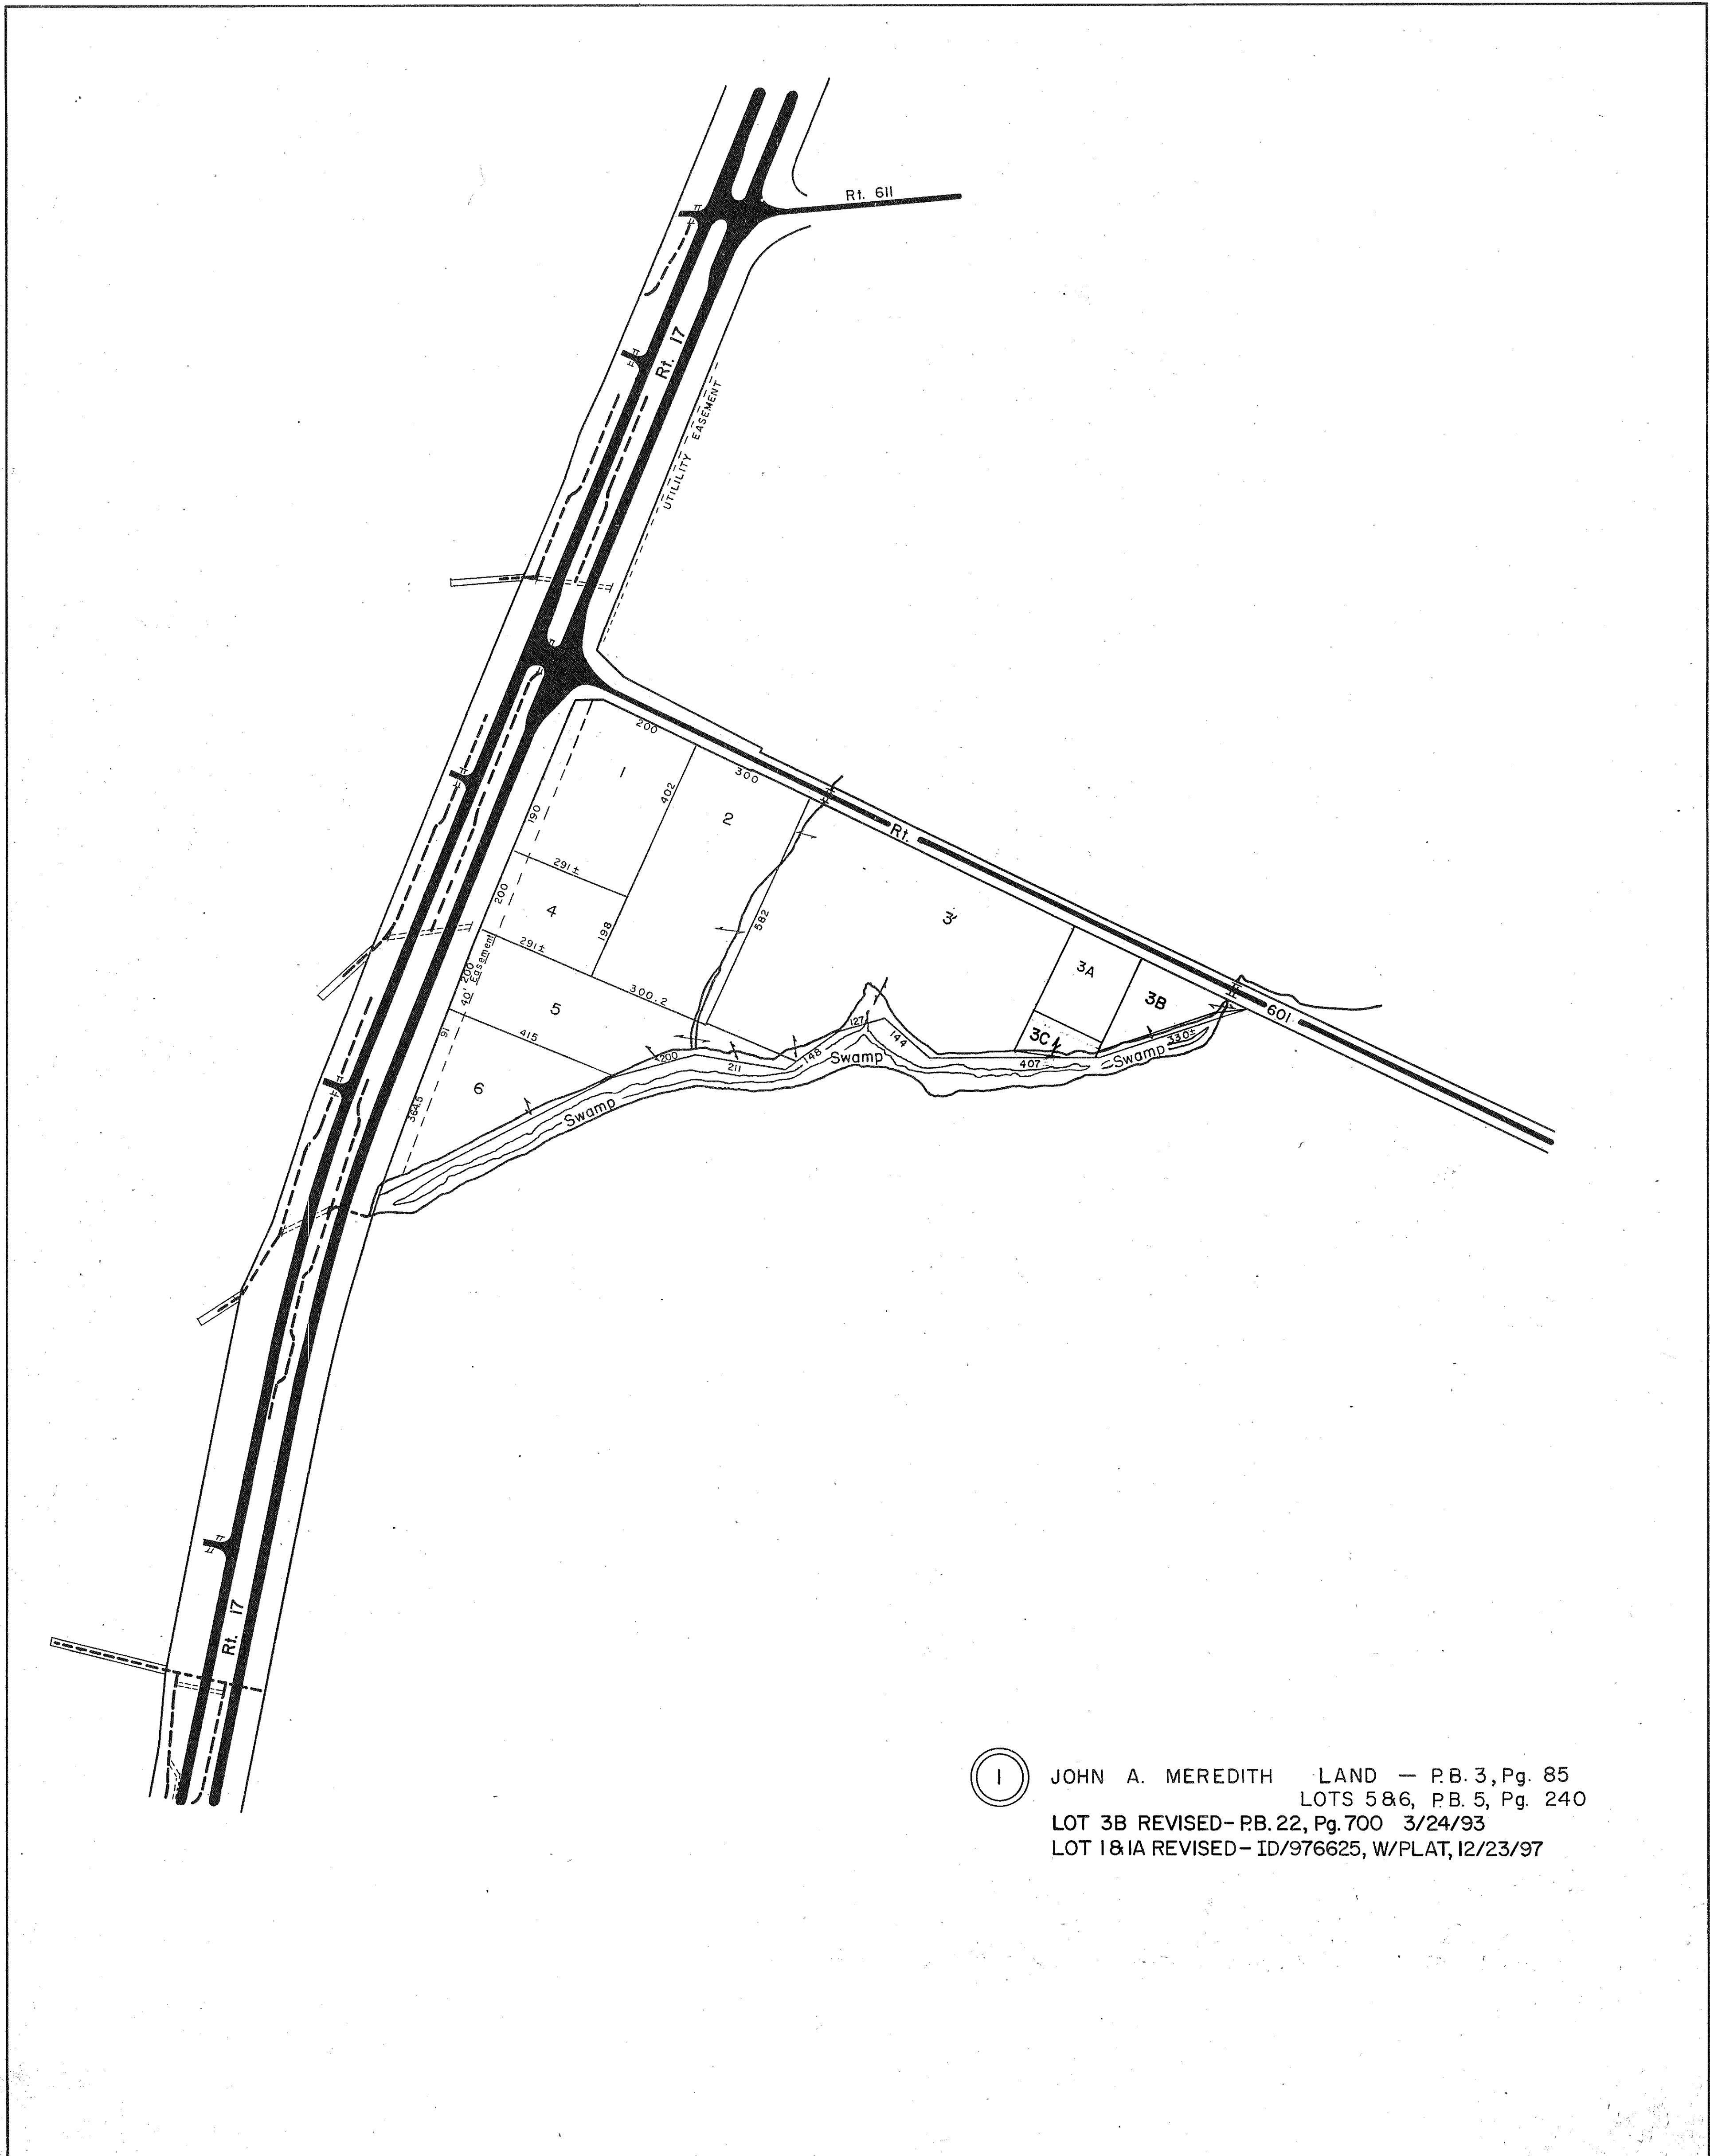 Rt. 611
Rt. 17
UTILILITY EASEMENT
200
300
1
402
2
190
Rt.
291±
200
4
198
582
3
3A
291±
40' Easement
200
300.2
3B
601
5
91
415
200
211
148
127
144
Swamp
3C
407
Swamp
330±
6
364.5
Swamp
Rt. 17
1 JOHN A. MEREDITH LAND — P.B. 3, Pg. 85
LOTS 5&6, P.B. 5, Pg. 240
LOT 3B REVISED- P.B. 22, Pg. 700 3/24/93
LOT 1&1A REVISED- ID/976625, W/PLAT, 12/23/97